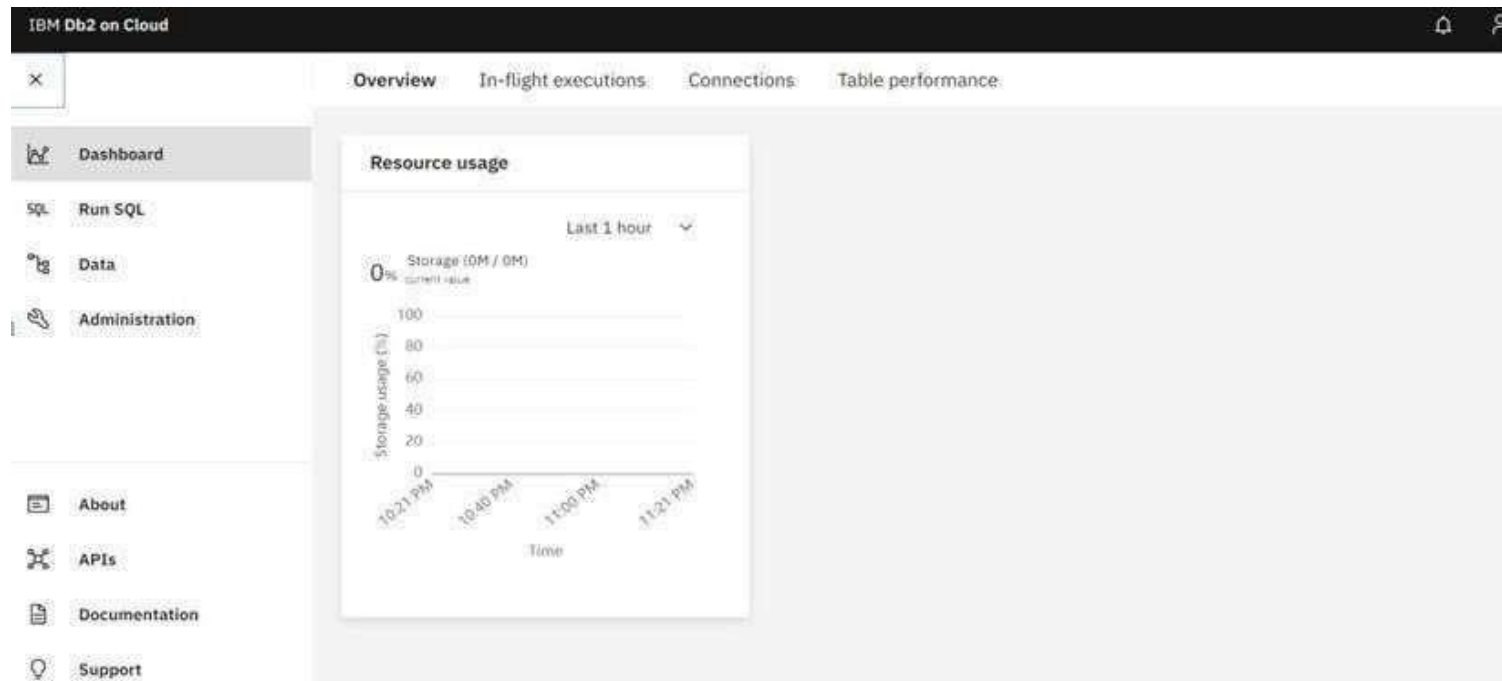 IBM Db2 on Cloud
Overview In-flight executions Connections Table performance
Dashboard
SQL Run SQL
Data
Administration
About
APIs
Documentation
Support
Resource usage
Last 1 hour
0% Storage (0M / 0M)
current value
100
80
60
40
20
0
Storage usage (%)
10:21 PM 10:40 PM 11:00 PM 11:21 PM
Time